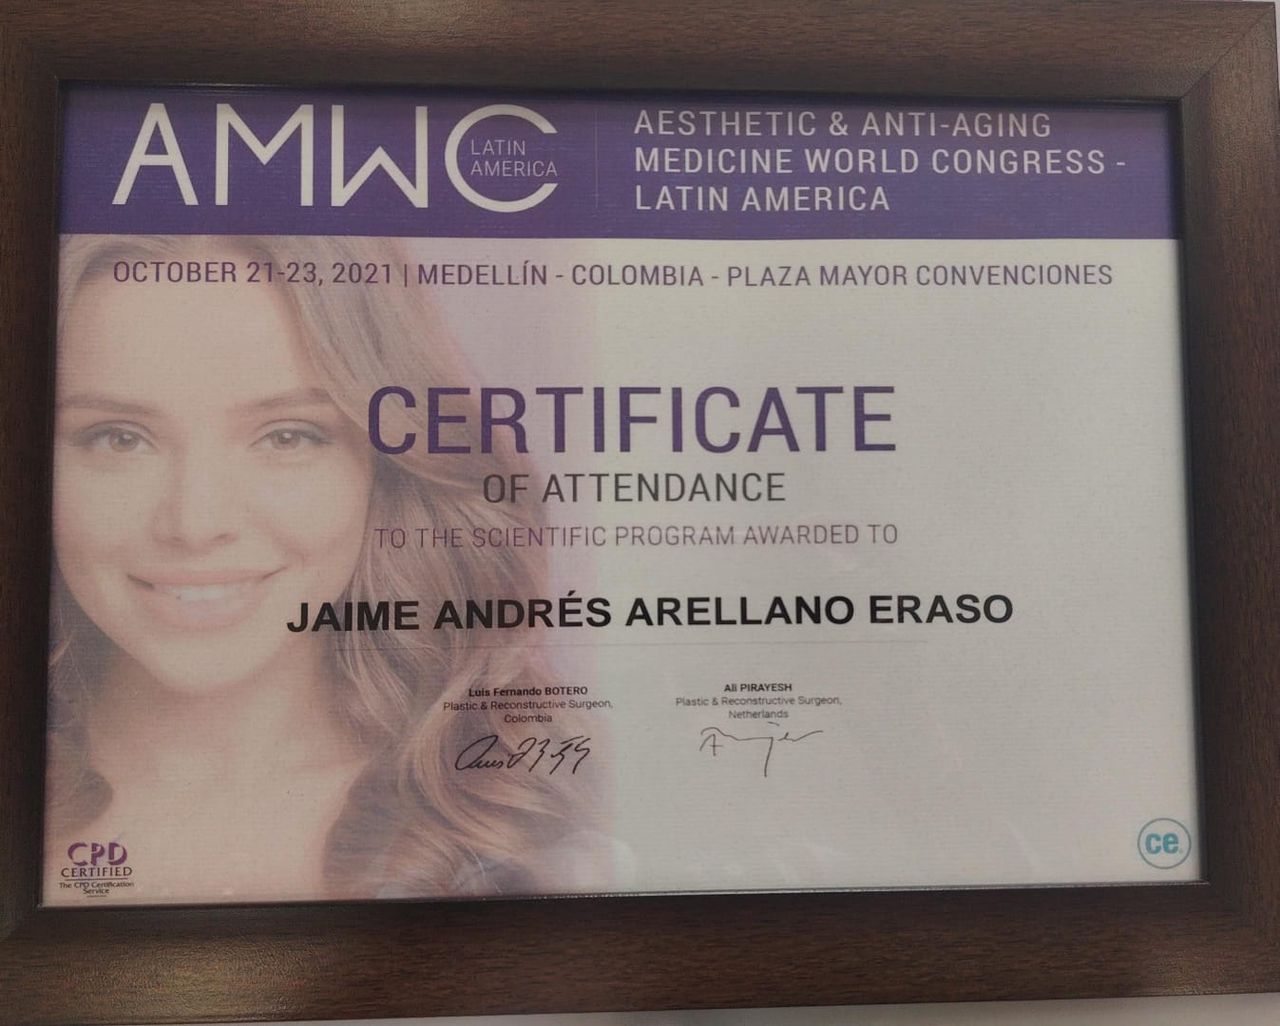 AMWC
LATIN
AMERICA
AESTHETIC & ANTI-AGING
MEDICINE WORLD CONGRESS -
LATIN AMERICA
OCTOBER 21-23, 2021 | MEDELLÍN - COLOMBIA - PLAZA MAYOR CONVENCIONES
CERTIFICATE
OF ATTENDANCE
TO THE SCIENTIFIC PROGRAM AWARDED TO
JAIME ANDRÉS ARELLANO ERASO
Luis Fernando BOTERO
Plastic & Reconstructive Surgeon,
Colombia
Ali PIRAYESH
Plastic & Reconstructive Surgeon,
Netherlands
CPD
CERTIFIED
The CPD Certification
Service
ce